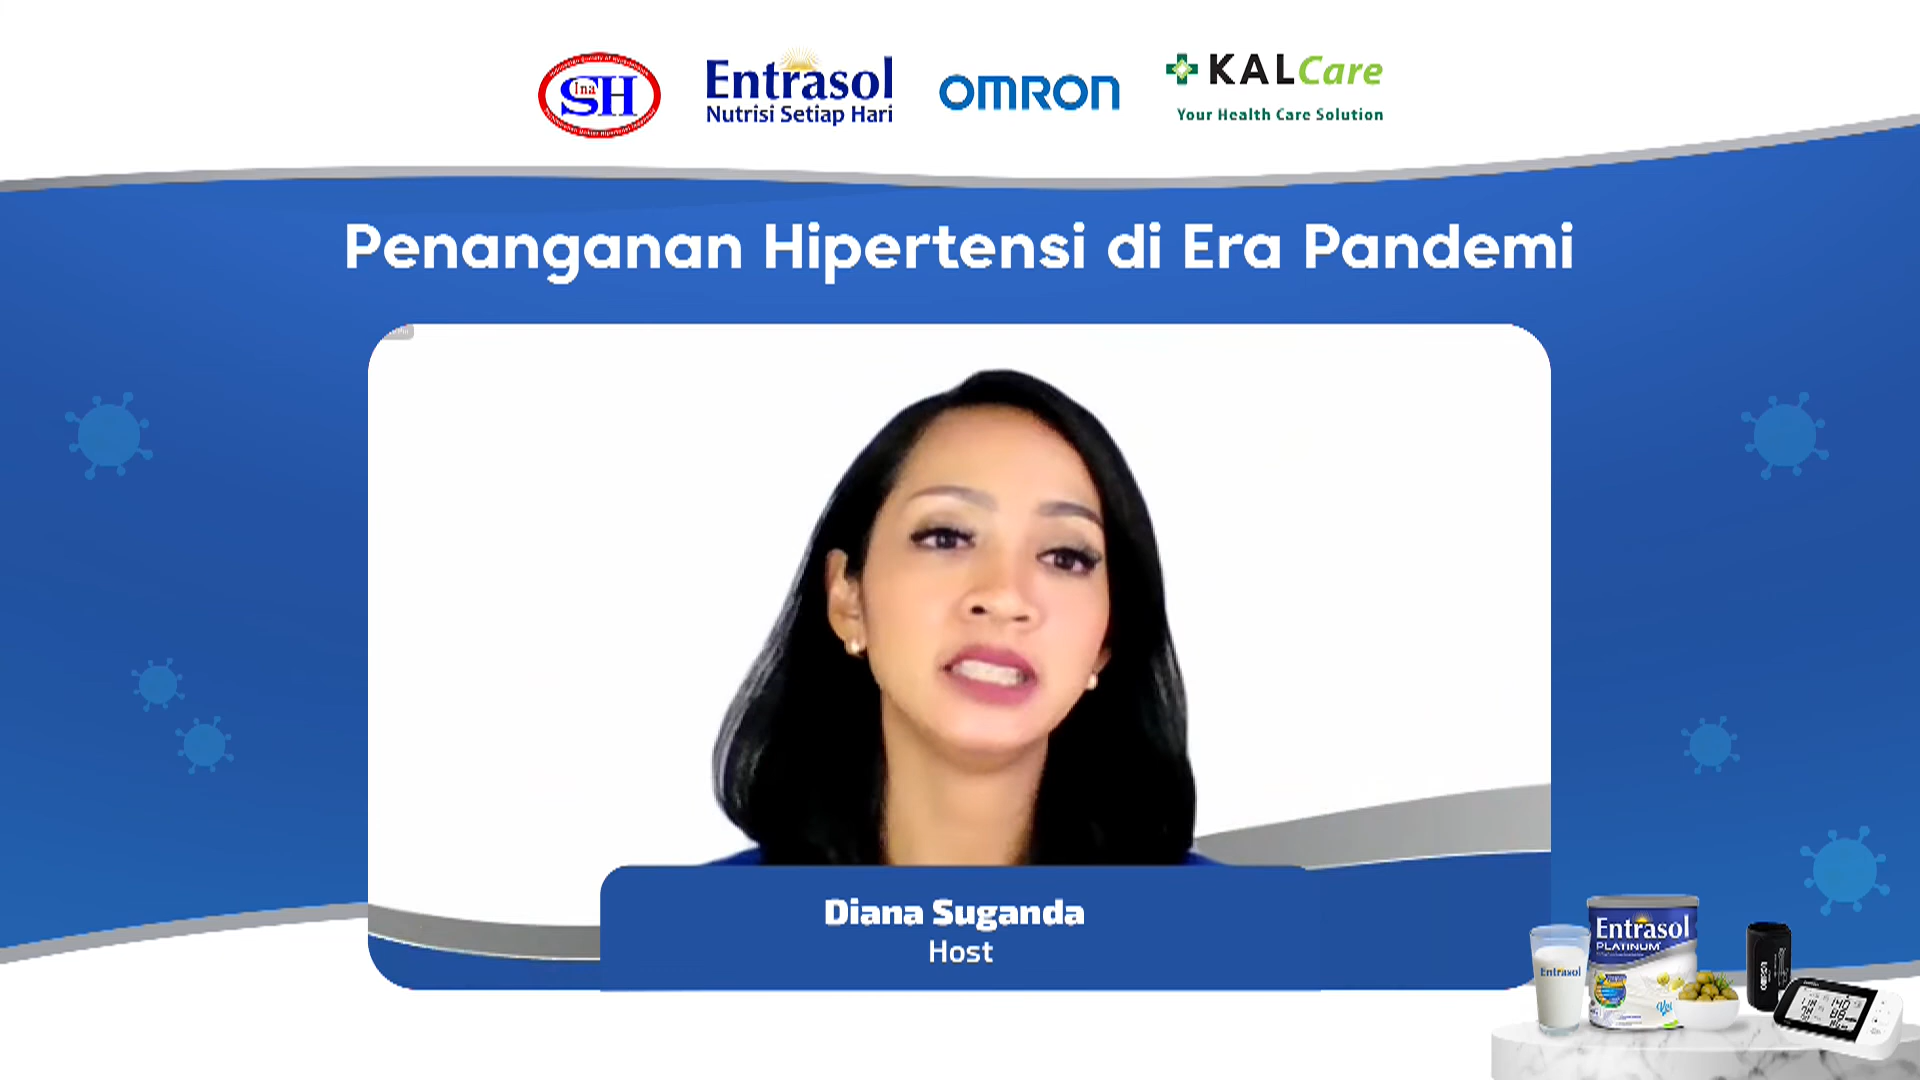 InaSH
Entrasol
Nutrisi Setiap Hari
OMRON
KALCare
Your Health Care Solution
Penanganan Hipertensi di Era Pandemi
Diana Suganda
Host
Entrasol
PLATINUM
Entrasol